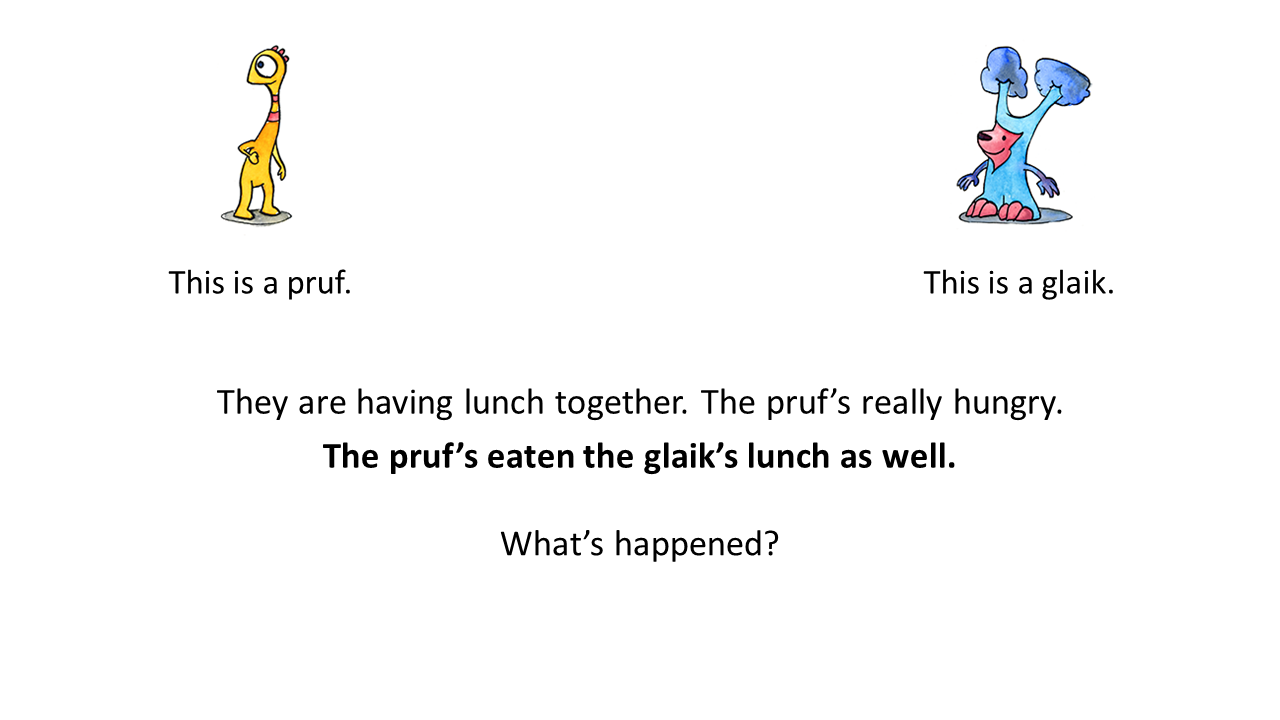 This is a pruf.
This is a glaik.
They are having lunch together. The pruf’s really hungry.
The pruf’s eaten the glaik’s lunch as well.
What’s happened?